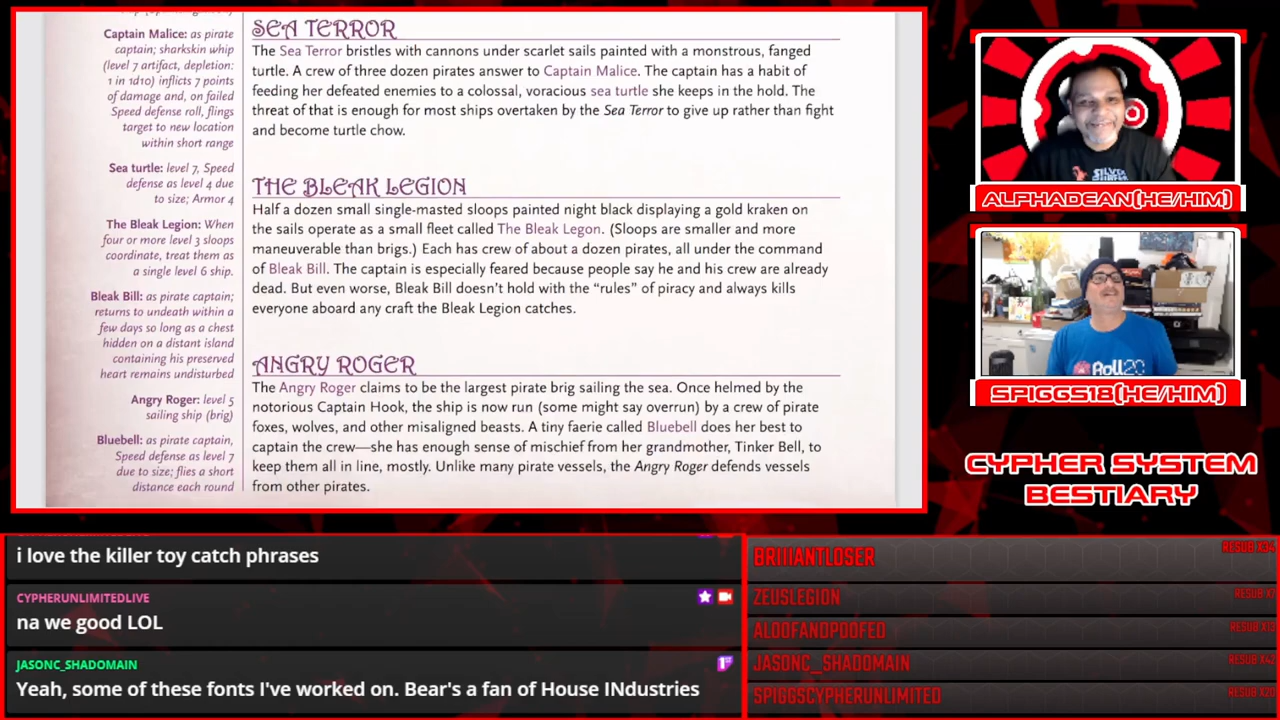 Captain Malice: as pirate
captain; sharkskin whip
(level 7 artifact, depletion:
1 in 1d10) inflicts 7 points
of damage and, on failed
Speed defense roll, flings
target to new location
within short range
Sea turtle: level 7, Speed
defense as level 4 due
to size; Armor 4
The Bleak Legion: When
four or more level 3 sloops
coordinate, treat them as
a single level 6 ship.
Bleak Bill: as pirate captain;
returns to undeath within a
few days so long as a chest
hidden on a distant island
containing his preserved
heart remains undisturbed
Angry Roger: level 5
sailing ship (brig)
Bluebell: as pirate captain,
Speed defense as level 7
due to size; flies a short
distance each round
SEA TERROR
The Sea Terror bristles with cannons under scarlet sails painted with a monstrous, fanged
turtle. A crew of three dozen pirates answer to Captain Malice. The captain has a habit of
feeding her defeated enemies to a colossal, voracious sea turtle she keeps in the hold. The
threat of that is enough for most ships overtaken by the Sea Terror to give up rather than fight
and become turtle chow.
THE BLEAK LEGION
Half a dozen small single-masted sloops painted night black displaying a gold kraken on
the sails operate as a small fleet called The Bleak Legon. (Sloops are smaller and more
maneuverable than brigs.) Each has crew of about a dozen pirates, all under the command
of Bleak Bill. The captain is especially feared because people say he and his crew are already
dead. But even worse, Bleak Bill doesn't hold with the “rules” of piracy and always kills
everyone aboard any craft the Bleak Legion catches.
ANGRY ROGER
The Angry Roger claims to be the largest pirate brig sailing the sea. Once helmed by the
notorious Captain Hook, the ship is now run (some might say overrun) by a crew of pirate
foxes, wolves, and other misaligned beasts. A tiny faerie called Bluebell does her best to
captain the crew—she has enough sense of mischief from her grandmother, Tinker Bell, to
keep them all in line, mostly. Unlike many pirate vessels, the Angry Roger defends vessels
from other pirates.
SILVER
SURFER
ALPHADEAN(HE/HIM)
Roll20
SPIGGS18(HE/HIM)
CYPHER SYSTEM
BESTIARY
i love the killer toy catch phrases
CYPHERUNLIMITEDLIVE
na we good LOL
JASONC_SHADOMAIN
Yeah, some of these fonts I've worked on. Bear's a fan of House INdustries
BRIIIANTLOSER RESUB X34
ZEUSLEGION RESUB X7
ALOOFANDPOOFED RESUB X13
JASONC_SHADOMAIN RESUB X42
SPIGGSCYPHERUNLIMITED RESUB X20